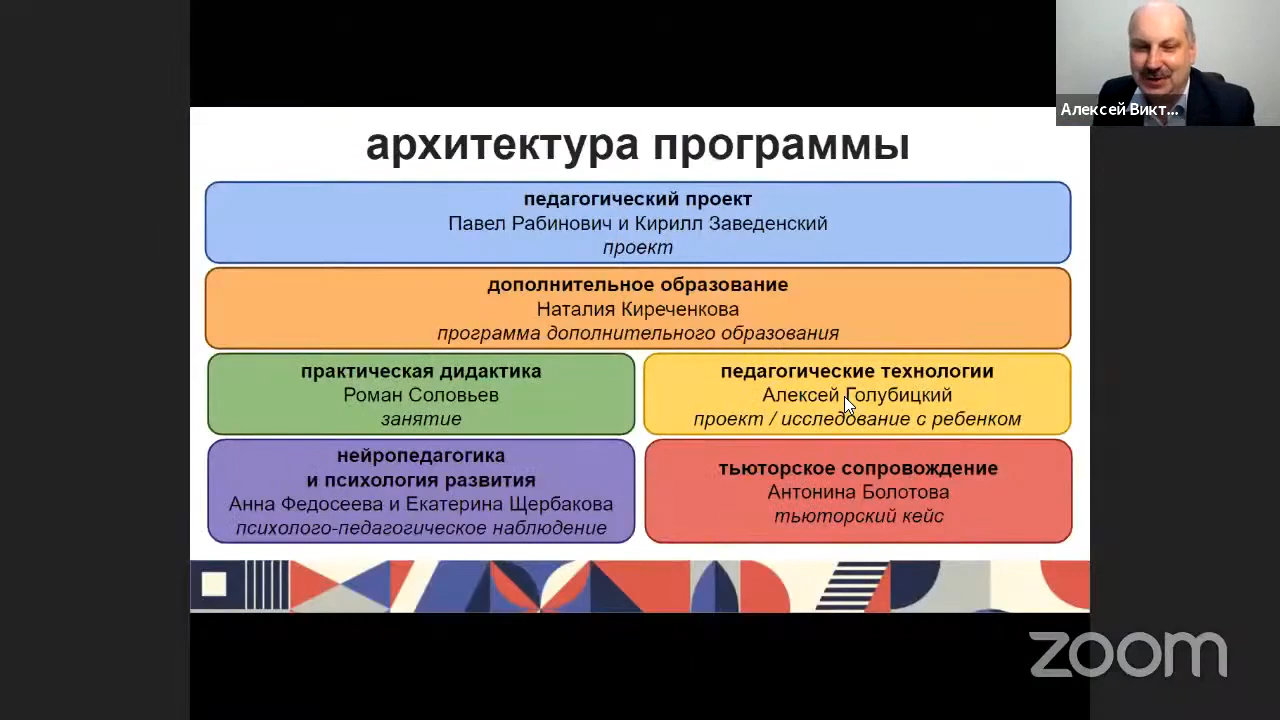 Алексей Викт...
архитектура программы
педагогический проект
Павел Рабинович и Кирилл Заведенский
проект
дополнительное образование
Наталия Киреченкова
программа дополнительного образования
практическая дидактика
Роман Соловьев
занятие
педагогические технологии
Алексей Голубицкий
проект / исследование с ребенком
нейропедагогика
и психология развития
Анна Федосеева и Екатерина Щербакова
психолого-педагогическое наблюдение
тьюторское сопровождение
Антонина Болотова
тьюторский кейс
zoom